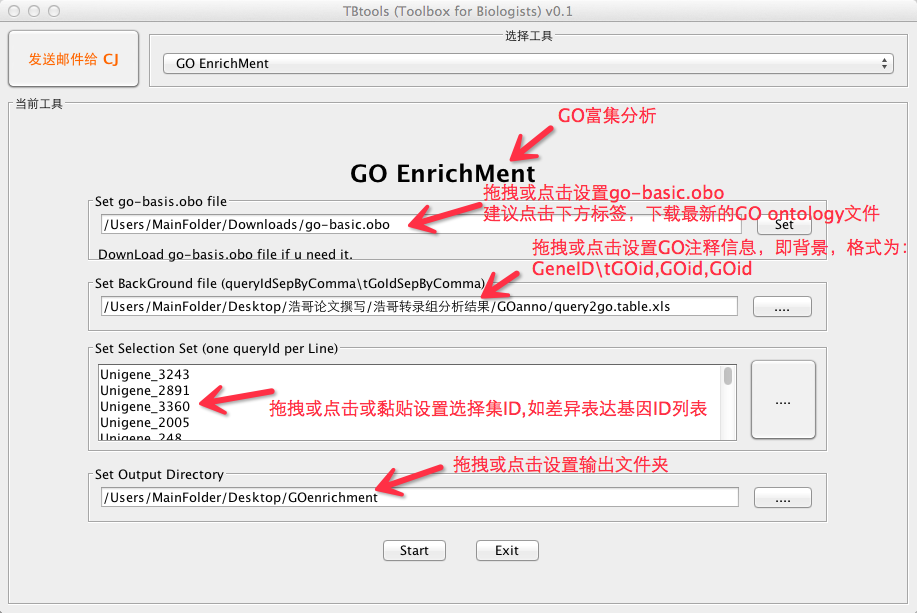 TBtools (Toolbox for Biologists) v0.1
发送邮件给 CJ
选择工具
GO EnrichMent
当前工具
GO富集分析
GO EnrichMent
Set go-basis.obo file
拖拽或点击设置go-basic.obo
建议点击下方标签，下载最新的GO ontology文件
/Users/MainFolder/Downloads/go-basic.obo
Set
DownLoad go-basis.obo file if u need it.
拖拽或点击设置GO注释信息，即背景，格式为：
GeneID\tGOid,GOid,GOid
Set BackGround file (queryIdSepByComma\tGoIdSepByComma)
/Users/MainFolder/Desktop/浩哥论文撰写/浩哥转录组分析结果/GOanno/query2go.table.xls
....
Set Selection Set (one queryId per Line)
Unigene_3243
Unigene_2891
Unigene_3360
Unigene_2005
Unigene_248
拖拽或点击或黏贴设置选择集ID,如差异表达基因ID列表
....
拖拽或点击设置输出文件夹
Set Output Directory
/Users/MainFolder/Desktop/GOenrichment
....
Start
Exit